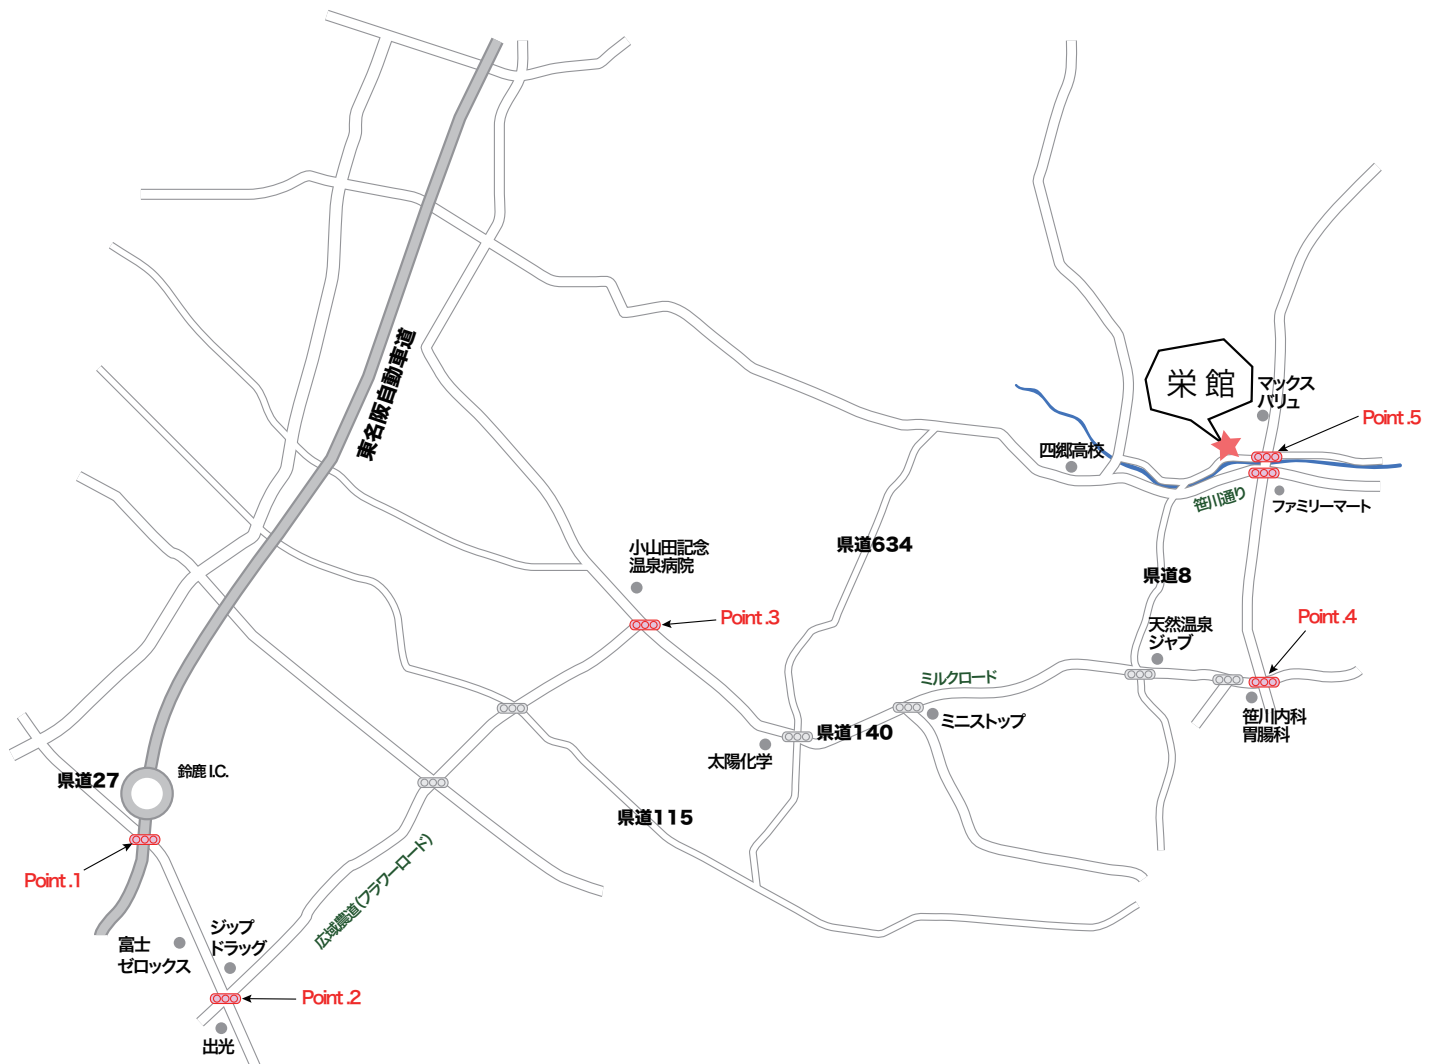 東名阪自動車道
栄 館
マックス
バリュ
Point .5
四郷高校
笹川通り
ファミリーマート
県道634
小山田記念
温泉病院
県道8
Point .3
Point .4
天然温泉
ジャブ
ミルクロード
笹川内科
胃腸科
ミニストップ
県道140
太陽化学
鈴鹿 I.C.
県道27
県道115
広域農道(フラワーロード)
Point .1
ジップ
ドラッグ
富士
ゼロックス
Point .2
出光